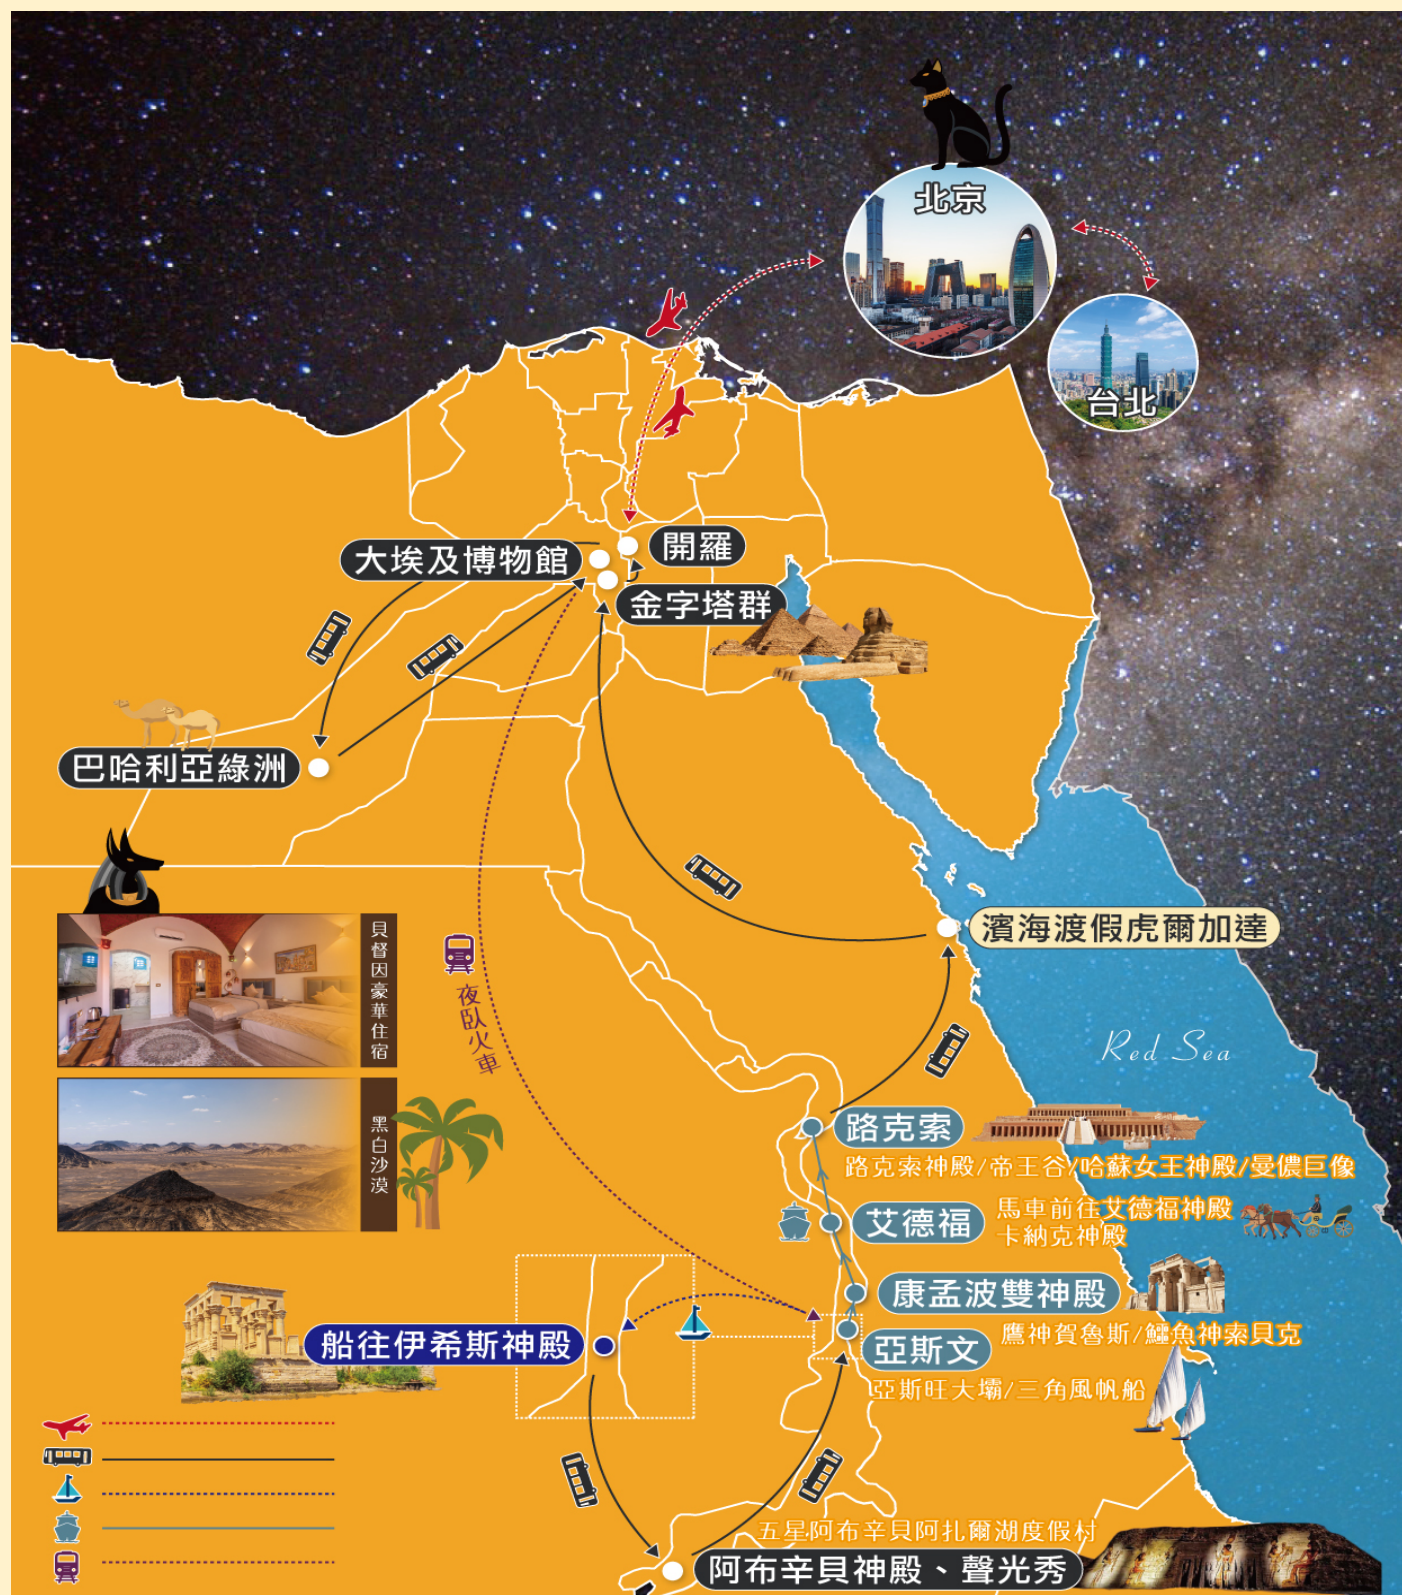 北京
台北
開羅
大埃及博物館
金字塔群
巴哈利亞綠洲
貝督因豪華住宿
濱海渡假虎爾加達
夜臥火車
Red Sea
黑白沙漠
路克索
路克索神殿/帝王谷/哈蘇女王神殿/曼儂巨像
艾德福
馬車前往艾德福神殿
卡納克神殿
康孟波雙神殿
鷹神賀魯斯/鱷魚神索貝克
船往伊希斯神殿
亞斯文
亞斯旺大壩/三角風帆船
五星阿布辛貝阿扎爾湖度假村
阿布辛貝神殿、聲光秀